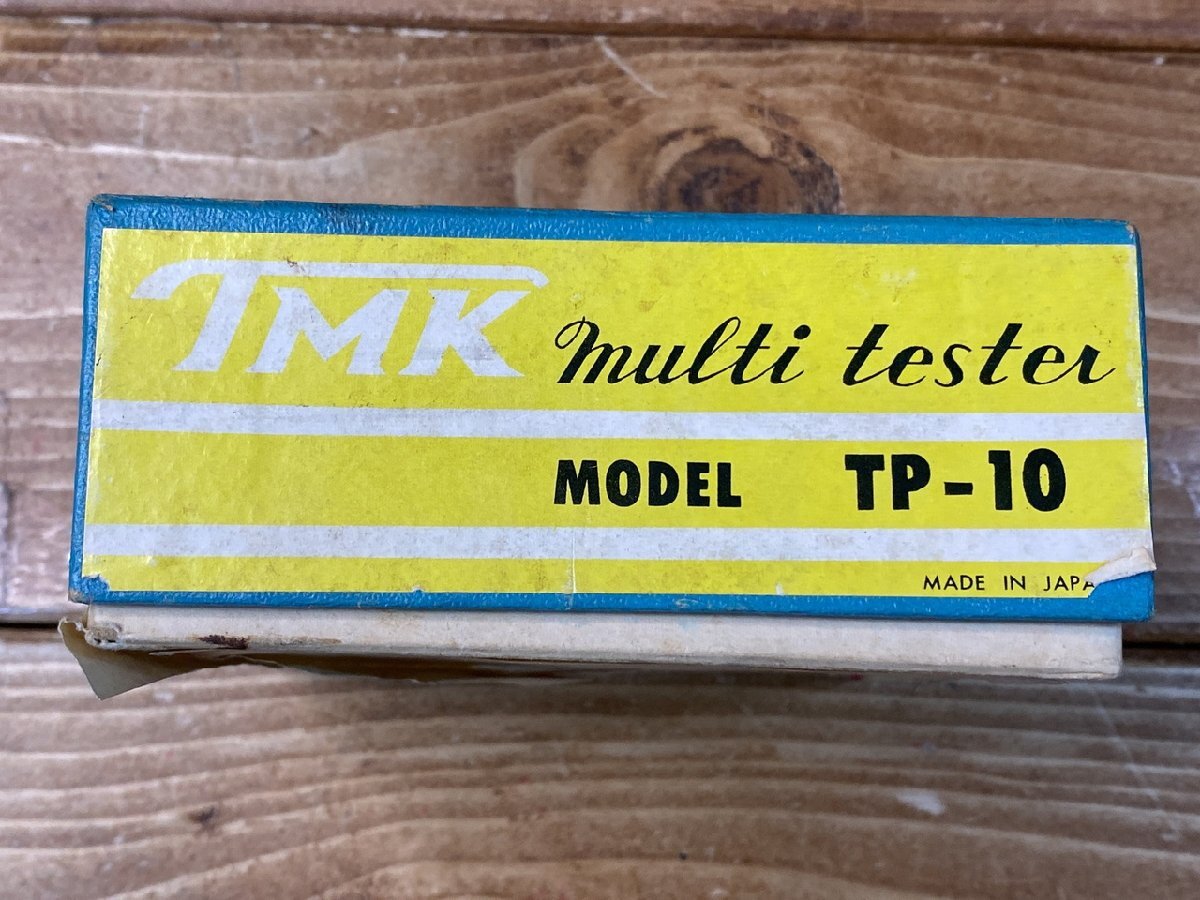 TMK multi tester
MODEL TP-10
MADE IN JAPA